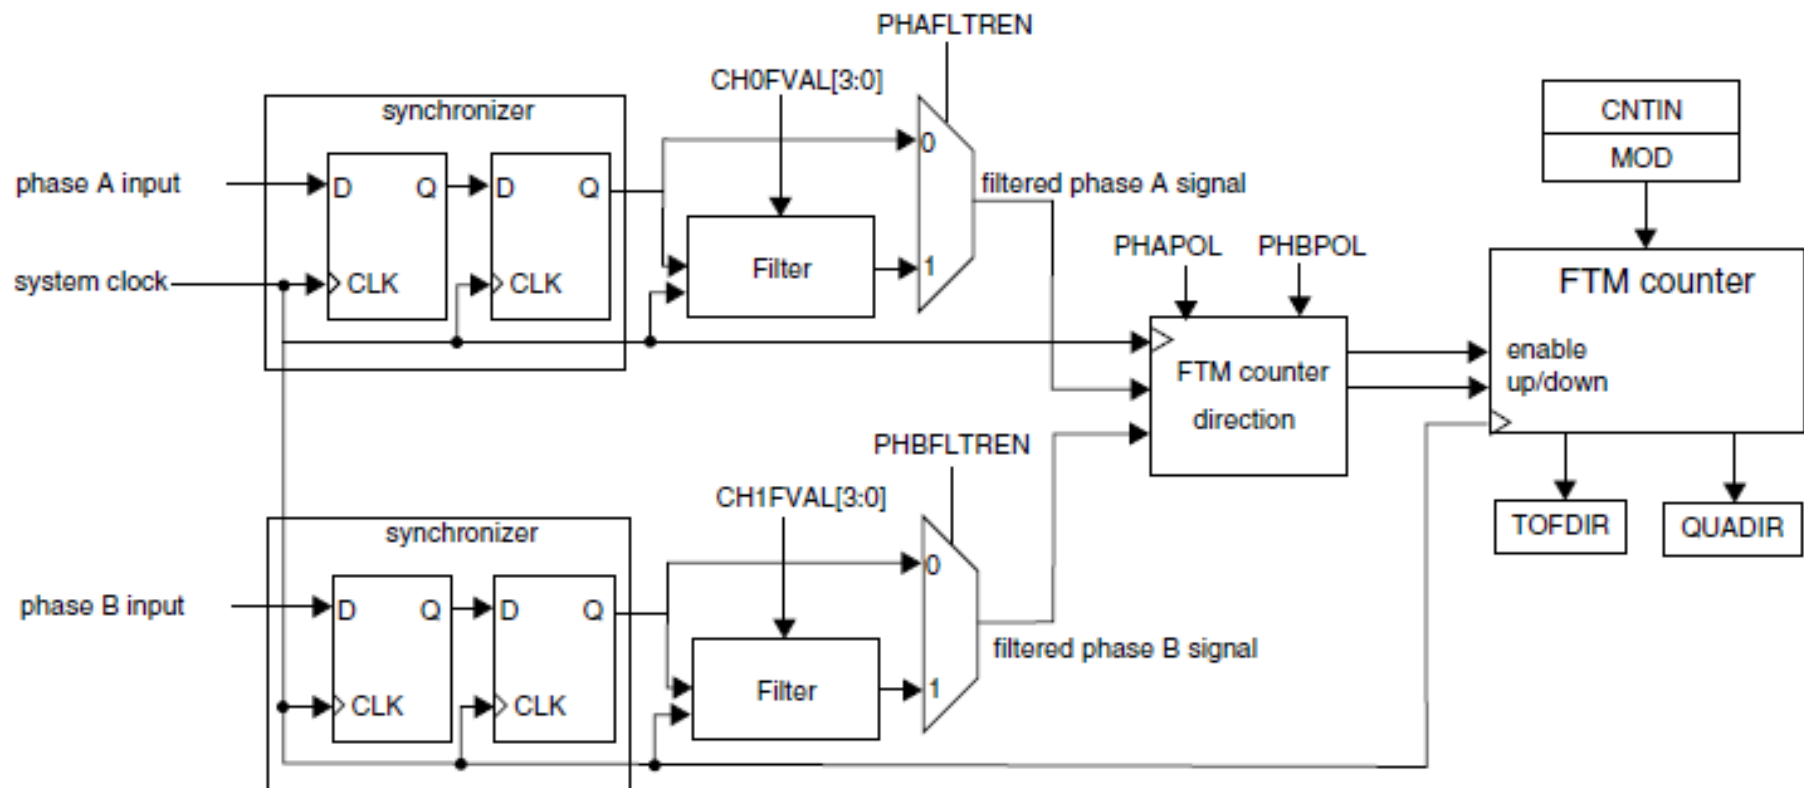 PHAFLTREN
CH0FVAL[3:0]
synchronizer
CNTIN
MOD
0
phase A input
D Q D Q
filtered phase A signal
PHAPOL PHBPOL
Filter
1
system clock
CLK CLK
FTM counter
enable
up/down
FTM counter
direction
PHBFLTREN
CH1FVAL[3:0]
synchronizer
TOFDIR
QUADIR
0
phase B input
D Q D Q
filtered phase B signal
Filter
1
CLK CLK